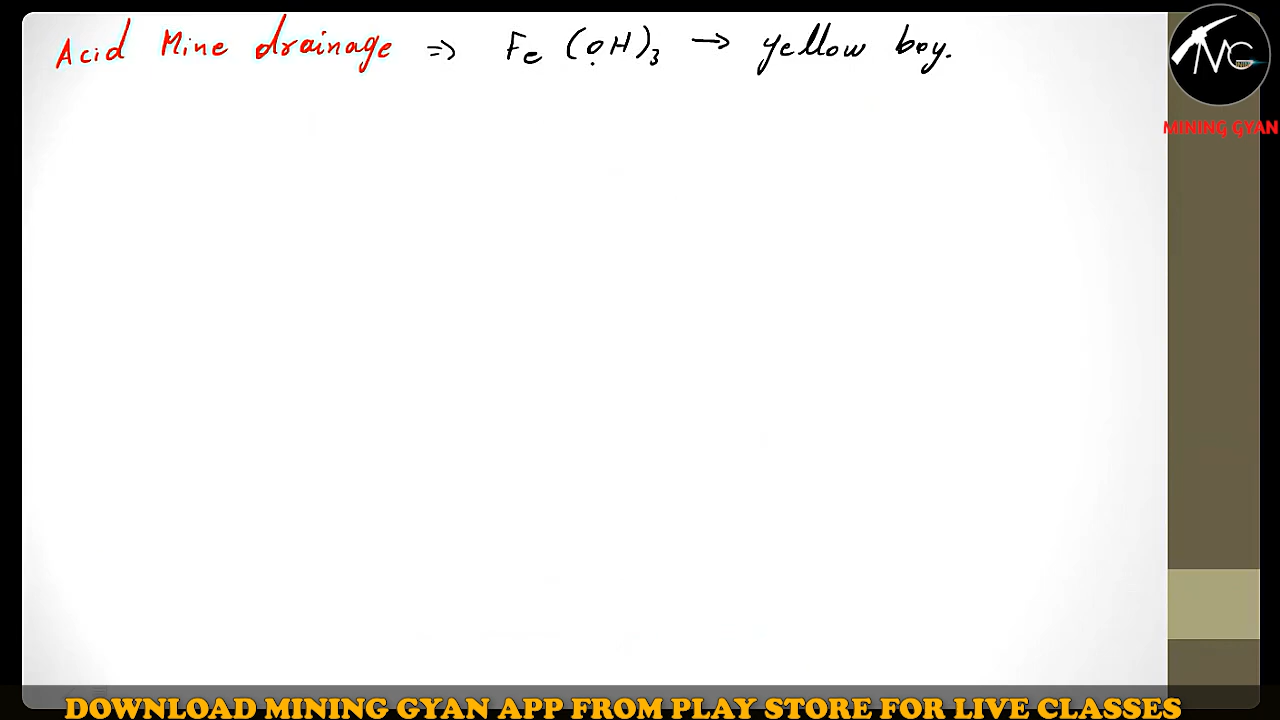 Acid Mine drainage ⇒ Fe (OH)₃ → yellow boy.
MG
MINING GYAN
DOWNLOAD MINING GYAN APP FROM PLAY STORE FOR LIVE CLASSES